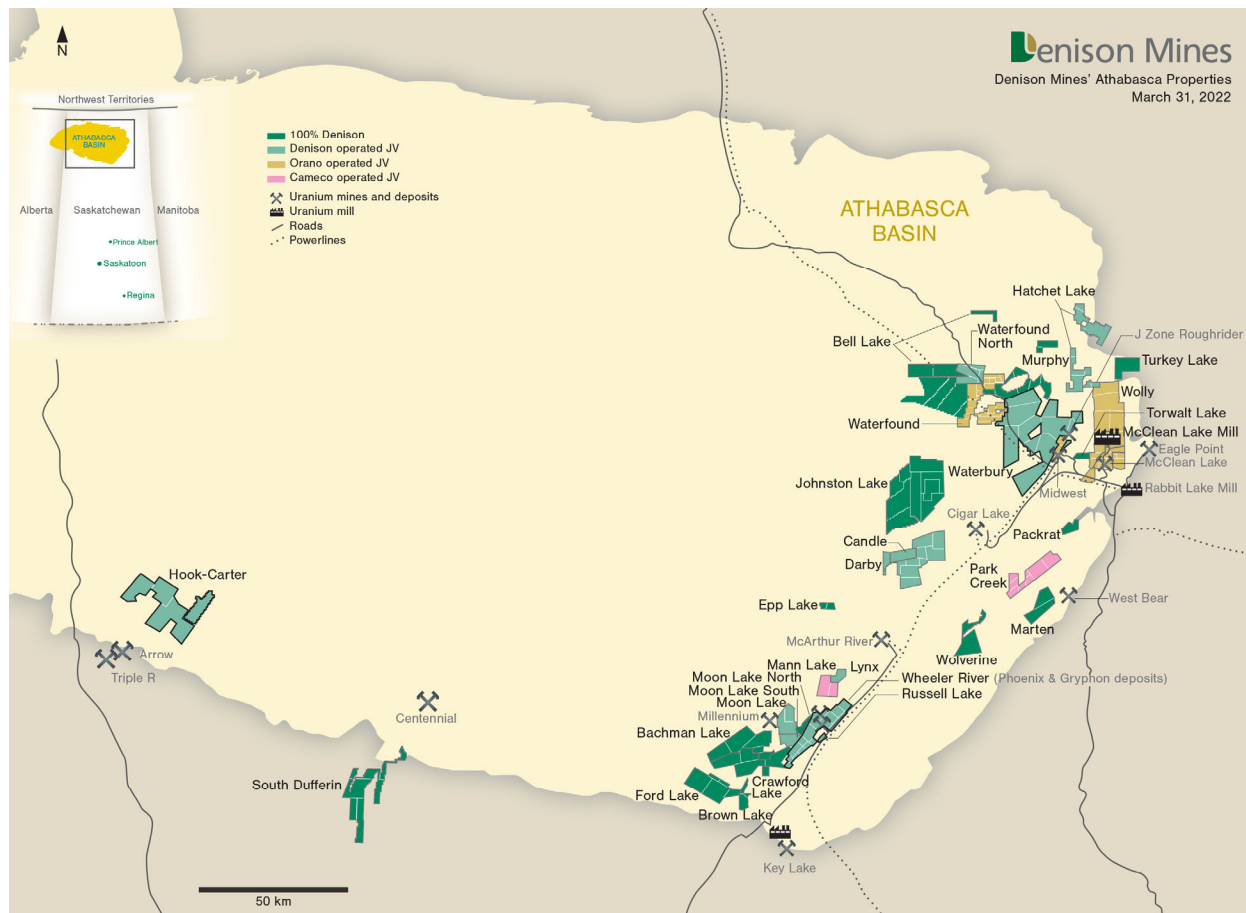 N
Denison Mines
Denison Mines' Athabasca Properties
March 31, 2022
Northwest Territories
ATHABASCA
BASIN
Alberta
Saskatchewan
Manitoba
Prince Albert
Saskatoon
Regina
100% Denison
Denison operated JV
Orano operated JV
Cameco operated JV
Uranium mines and deposits
Uranium mill
Roads
Powerlines
ATHABASCA
BASIN
Hatchet Lake
J Zone Roughrider
Bell Lake
Waterfound
North
Murphy
Turkey Lake
Wolly
Torwalt Lake
Waterfound
McClean Lake Mill
Eagle Point
McClean Lake
Waterbury
Johnston Lake
Midwest
Rabbit Lake Mill
Cigar Lake
Packrat
Candle
Darby
Park
Creek
Hook-Carter
Epp Lake
West Bear
Marten
McArthur River
Arrow
Triple R
Wolverine
Mann Lake
Lynx
Moon Lake North
Wheeler River (Phoenix & Gryphon deposits)
Moon Lake South
Russell Lake
Moon Lake
Millennium
Centennial
Bachman Lake
South Dufferin
Crawford
Lake
Ford Lake
Brown Lake
Key Lake
50 km